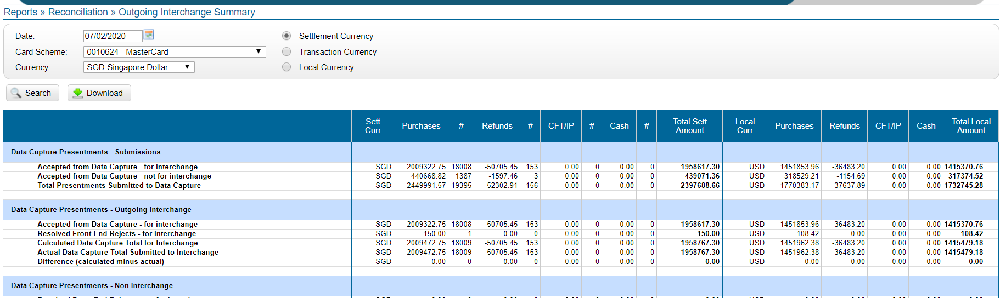 Reports » Reconciliation » Outgoing Interchange Summary
Date: 07/02/2020 Settlement Currency
Card Scheme: 0010624 - MasterCard Transaction Currency
Currency: SGD-Singapore Dollar Local Currency
Search Download
Sett Curr Purchases # Refunds # CFT/IP # Cash # Total Sett Amount Local Curr Purchases Refunds CFT/IP Cash Total Local Amount
Data Capture Presentments - Submissions
Accepted from Data Capture - for interchange SGD 2009322.75 18008 -50705.45 153 0.00 0 0.00 0 1958617.30 USD 1451853.96 -36483.20 0.00 0.00 1415370.76
Accepted from Data Capture - not for interchange SGD 440668.82 1387 -1597.46 3 0.00 0 0.00 0 439071.36 USD 318529.21 -1154.69 0.00 0.00 317374.52
Total Presentments Submitted to Data Capture SGD 2449991.57 19395 -52302.91 156 0.00 0 0.00 0 2397688.66 USD 1770383.17 -37637.89 0.00 0.00 1732745.28
Data Capture Presentments - Outgoing Interchange
Accepted from Data Capture - for interchange SGD 2009322.75 18008 -50705.45 153 0.00 0 0.00 0 1958617.30 USD 1451853.96 -36483.20 0.00 0.00 1415370.76
Resolved Front End Rejects - for interchange SGD 150.00 1 0.00 0 0.00 0 0.00 0 150.00 USD 108.42 0.00 0.00 0.00 108.42
Calculated Data Capture Total for Interchange SGD 2009472.75 18009 -50705.45 153 0.00 0 0.00 0 1958767.30 USD 1451962.38 -36483.20 0.00 0.00 1415479.18
Actual Data Capture Total Submitted to Interchange SGD 2009472.75 18009 -50705.45 153 0.00 0 0.00 0 1958767.30 USD 1451962.38 -36483.20 0.00 0.00 1415479.18
Difference (calculated minus actual) SGD 0.00 0 0.00 0 0.00 0 0.00 0 0.00 USD 0.00 0.00 0.00 0.00 0.00
Data Capture Presentments - Non Interchange